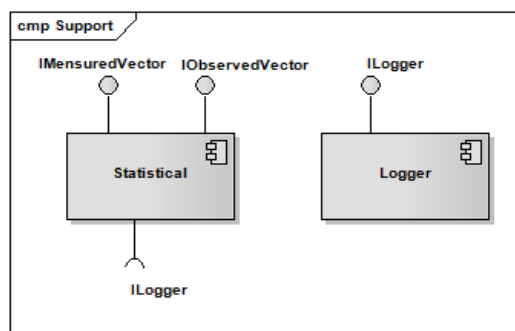 cmp Support
IMensuredVector IObservedVector ILogger
Statistical Logger
ILogger